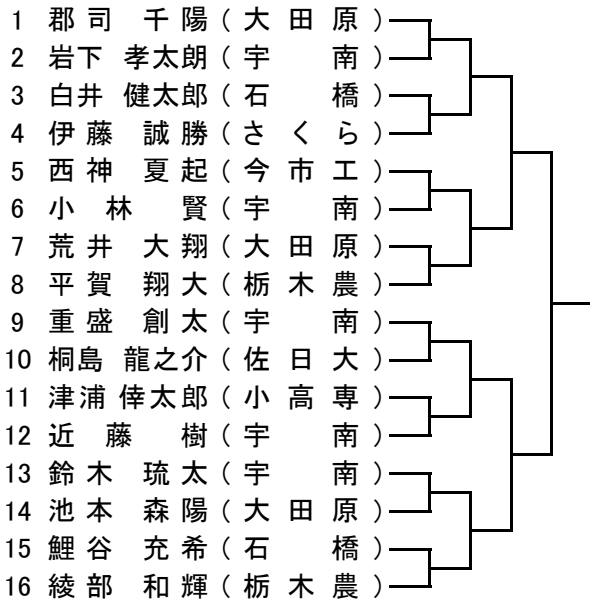 1 郡司 千陽(大田原)
2 岩下 孝太朗(宇南)
3 白井 健太郎(石橋)
4 伊藤 誠勝(さくら)
5 西神 夏起(今市工)
6 小林 賢(宇南)
7 荒井 大翔(大田原)
8 平賀 翔大(栃木農)
9 重盛 創太(宇南)
10 桐島 龍之介(佐日大)
11 津浦 倖太郎(小高専)
12 近藤 樹(宇南)
13 鈴木 琉太(宇南)
14 池本 森陽(大田原)
15 鯉谷 充希(石橋)
16 綾部 和輝(栃木農)